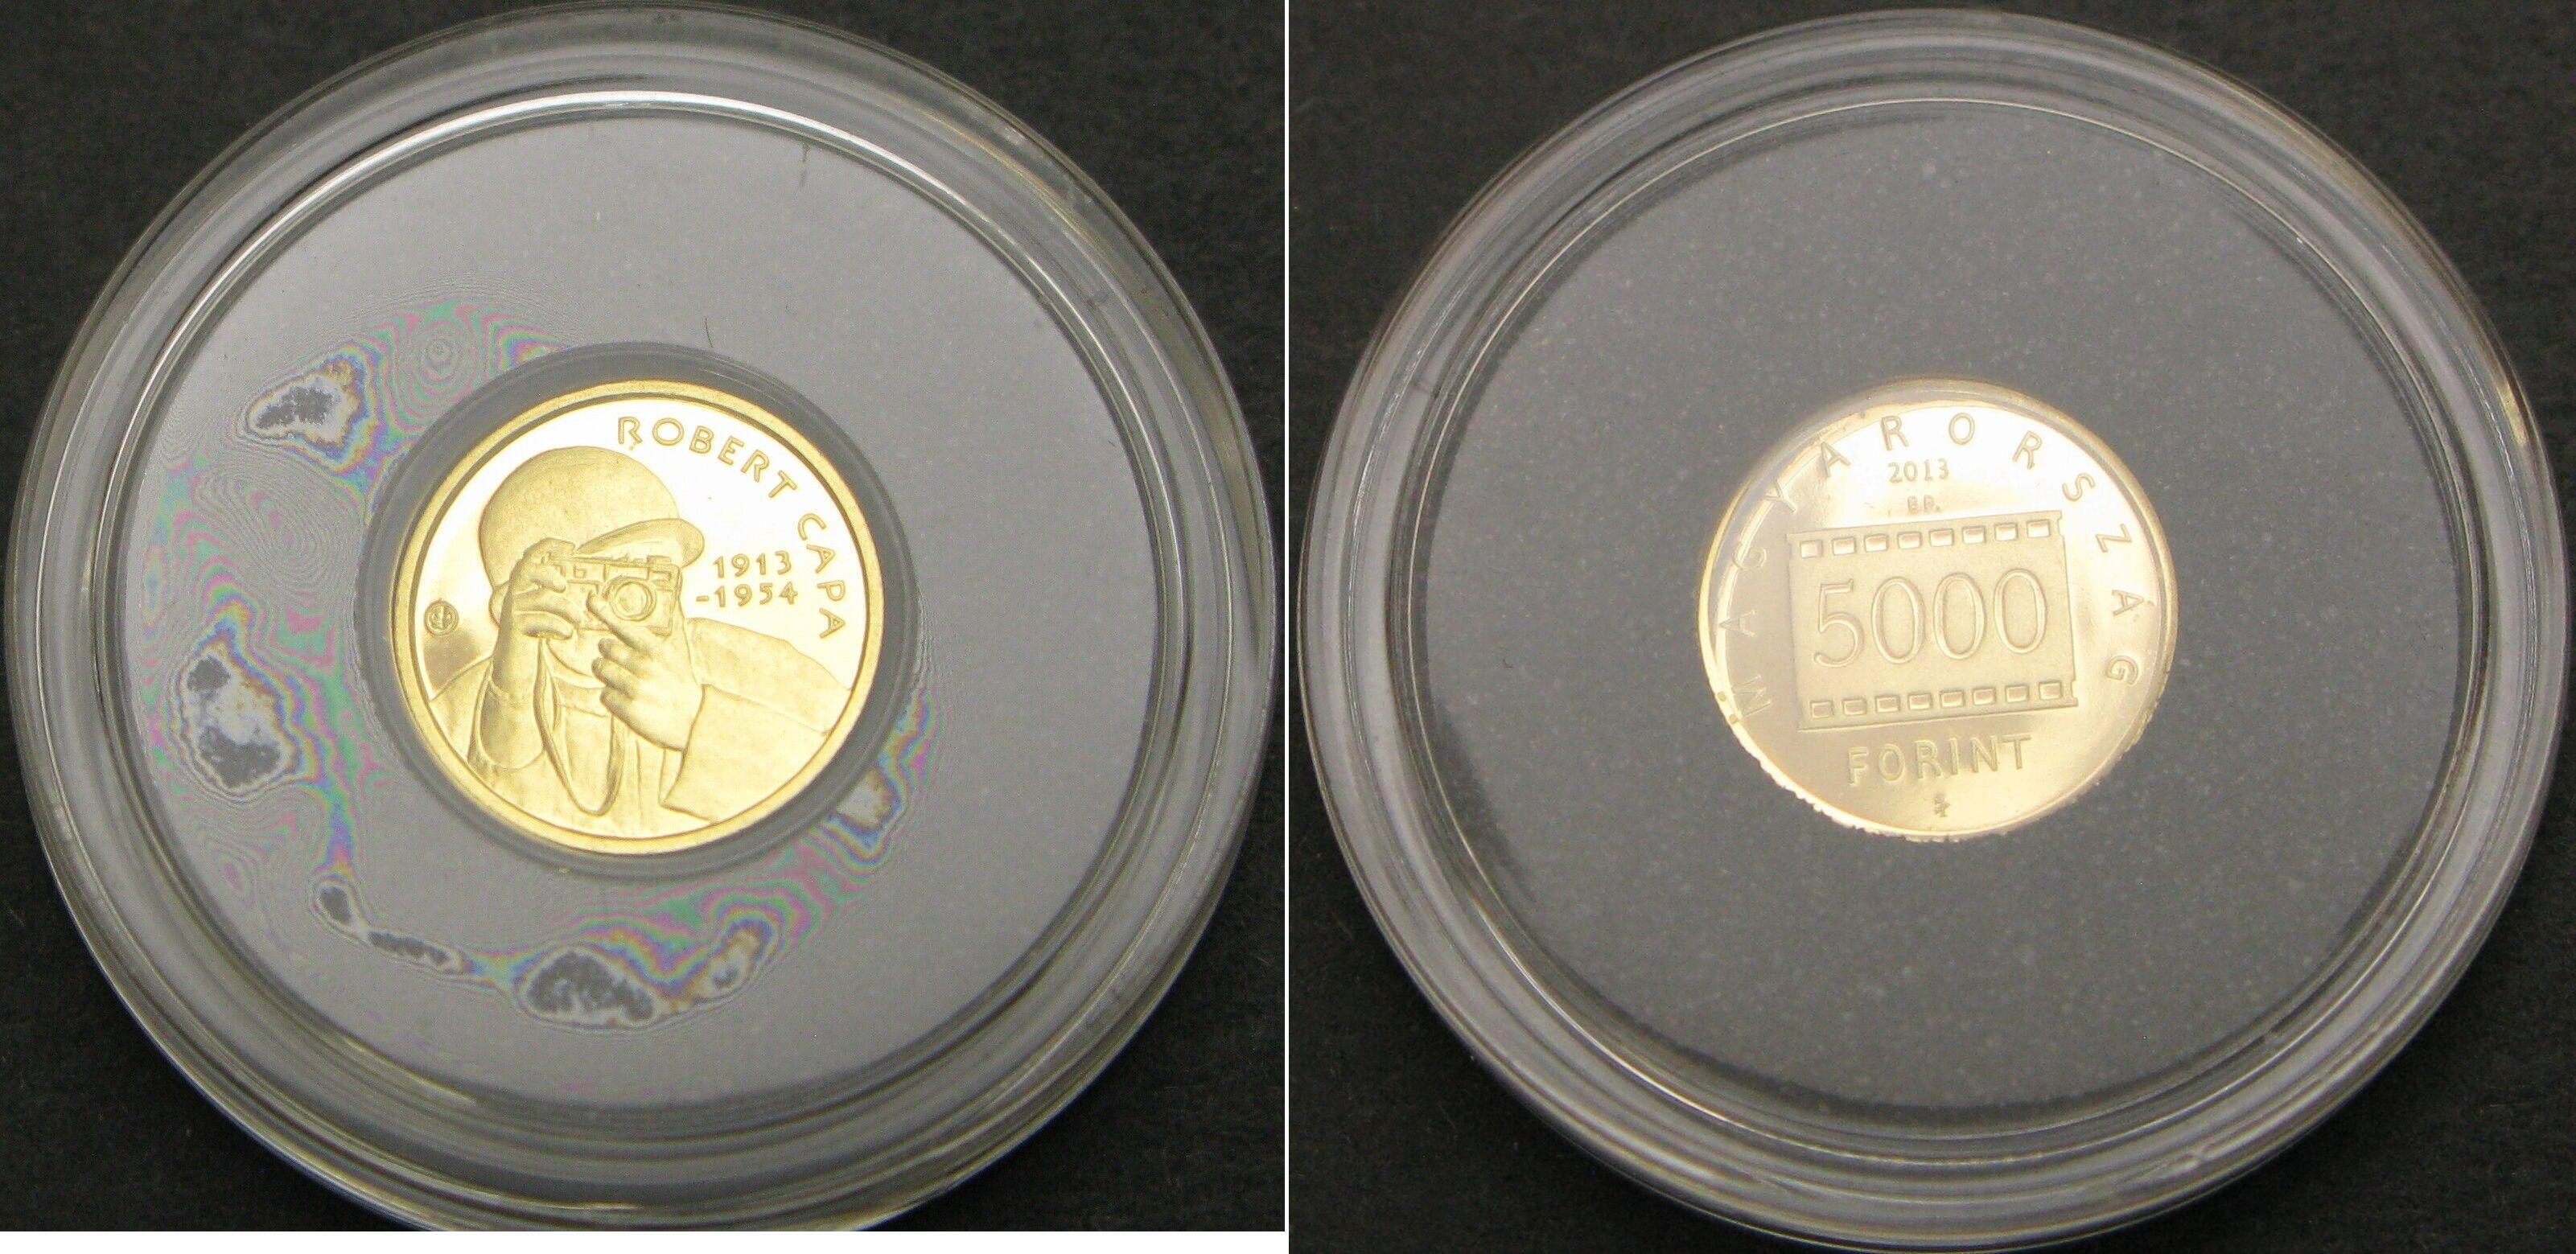 ROBERT CAPA
1913
-1954
MAGYARORSZÁG
2013
BP.
5000
FORINT